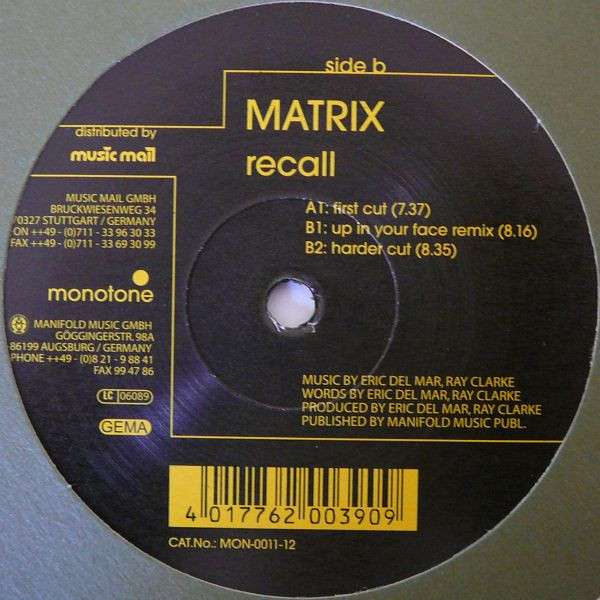 side b
MATRIX
recall
A1: first cut (7.37)
B1: up in your face remix (8.16)
B2: harder cut (8.35)
distributed by
music mail
MUSIC MAIL GMBH
BRUCKWIESENWEG 34
70327 STUTTGART / GERMANY
ON ++49 - (0)711 - 33 96 30 33
FAX ++49 - (0)711 - 33 69 30 99
monotone
MANIFOLD MUSIC GMBH
GÖGGINGERSTR. 98A
86199 AUGSBURG / GERMANY
PHONE ++49 - (0)8 21 - 9 88 41
FAX 99 47 86
LC 06089
GEMA
MUSIC BY ERIC DEL MAR, RAY CLARKE
WORDS BY ERIC DEL MAR, RAY CLARKE
PRODUCED BY ERIC DEL MAR, RAY CLARKE
PUBLISHED BY MANIFOLD MUSIC PUBL.
4 017762 003909
CAT.No.: MON-0011-12